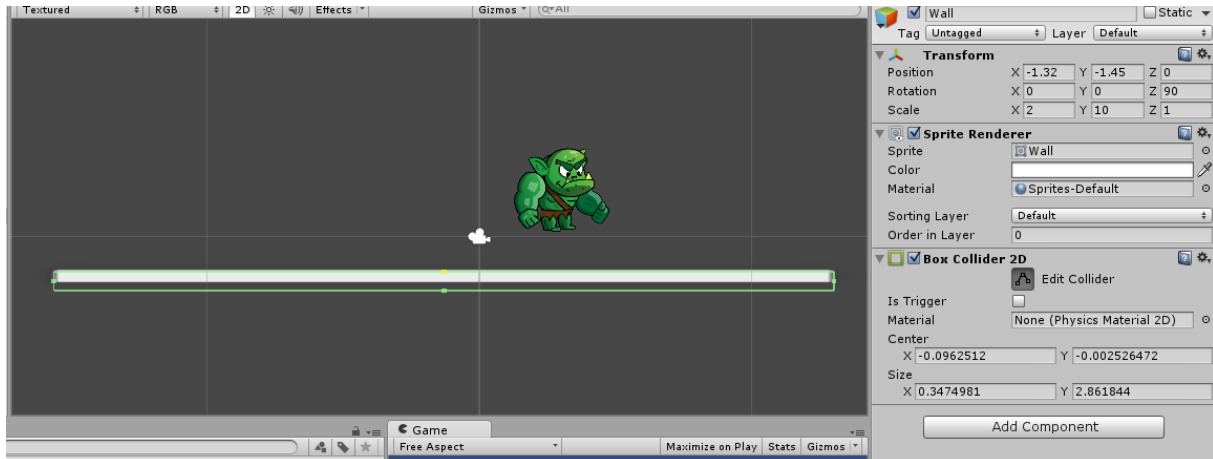 Textured RGB 2D Effects Gizmos All
Wall Static
Tag Untagged Layer Default
Transform
Position X -1.32 Y -1.45 Z 0
Rotation X 0 Y 0 Z 90
Scale X 2 Y 10 Z 1
Sprite Renderer
Sprite Wall
Color
Material Sprites-Default
Sorting Layer Default
Order in Layer 0
Box Collider 2D
Edit Collider
Is Trigger
Material None (Physics Material 2D)
Center
X -0.0962512 Y -0.002526472
Size
X 0.3474981 Y 2.861844
Add Component
Game
Free Aspect Maximize on Play Stats Gizmos